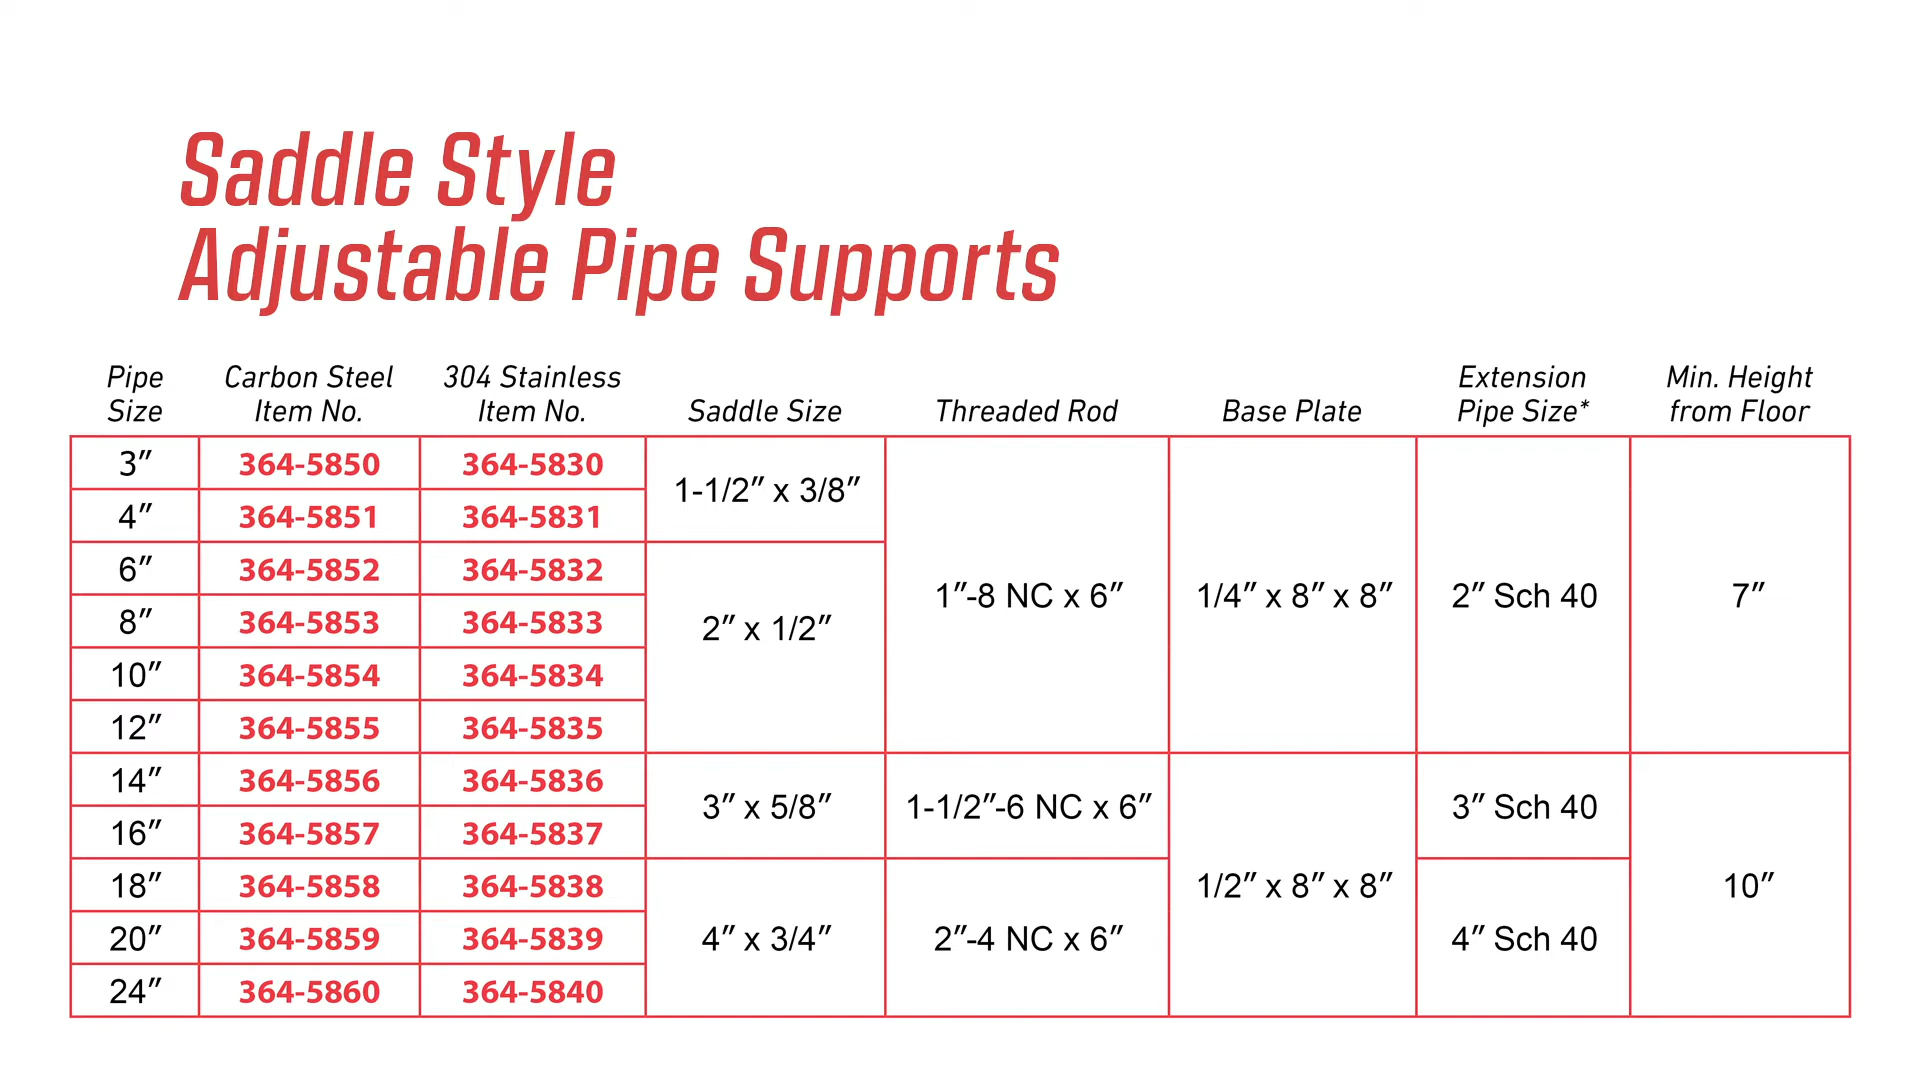 Saddle Style
Adjustable Pipe Supports
Pipe Size Carbon Steel Item No. 304 Stainless Item No. Saddle Size Threaded Rod Base Plate Extension Pipe Size* Min. Height from Floor
3″ 364-5850 364-5830 1-1/2″ x 3/8″ 1″-8 NC x 6″ 1/4″ x 8″ x 8″ 2″ Sch 40 7″
4″ 364-5851 364-5831
6″ 364-5852 364-5832 2″ x 1/2″
8″ 364-5853 364-5833
10″ 364-5854 364-5834
12″ 364-5855 364-5835
14″ 364-5856 364-5836 3″ x 5/8″ 1-1/2″-6 NC x 6″ 1/2″ x 8″ x 8″ 3″ Sch 40 10″
16″ 364-5857 364-5837
18″ 364-5858 364-5838 4″ x 3/4″ 2″-4 NC x 6″ 4″ Sch 40
20″ 364-5859 364-5839
24″ 364-5860 364-5840